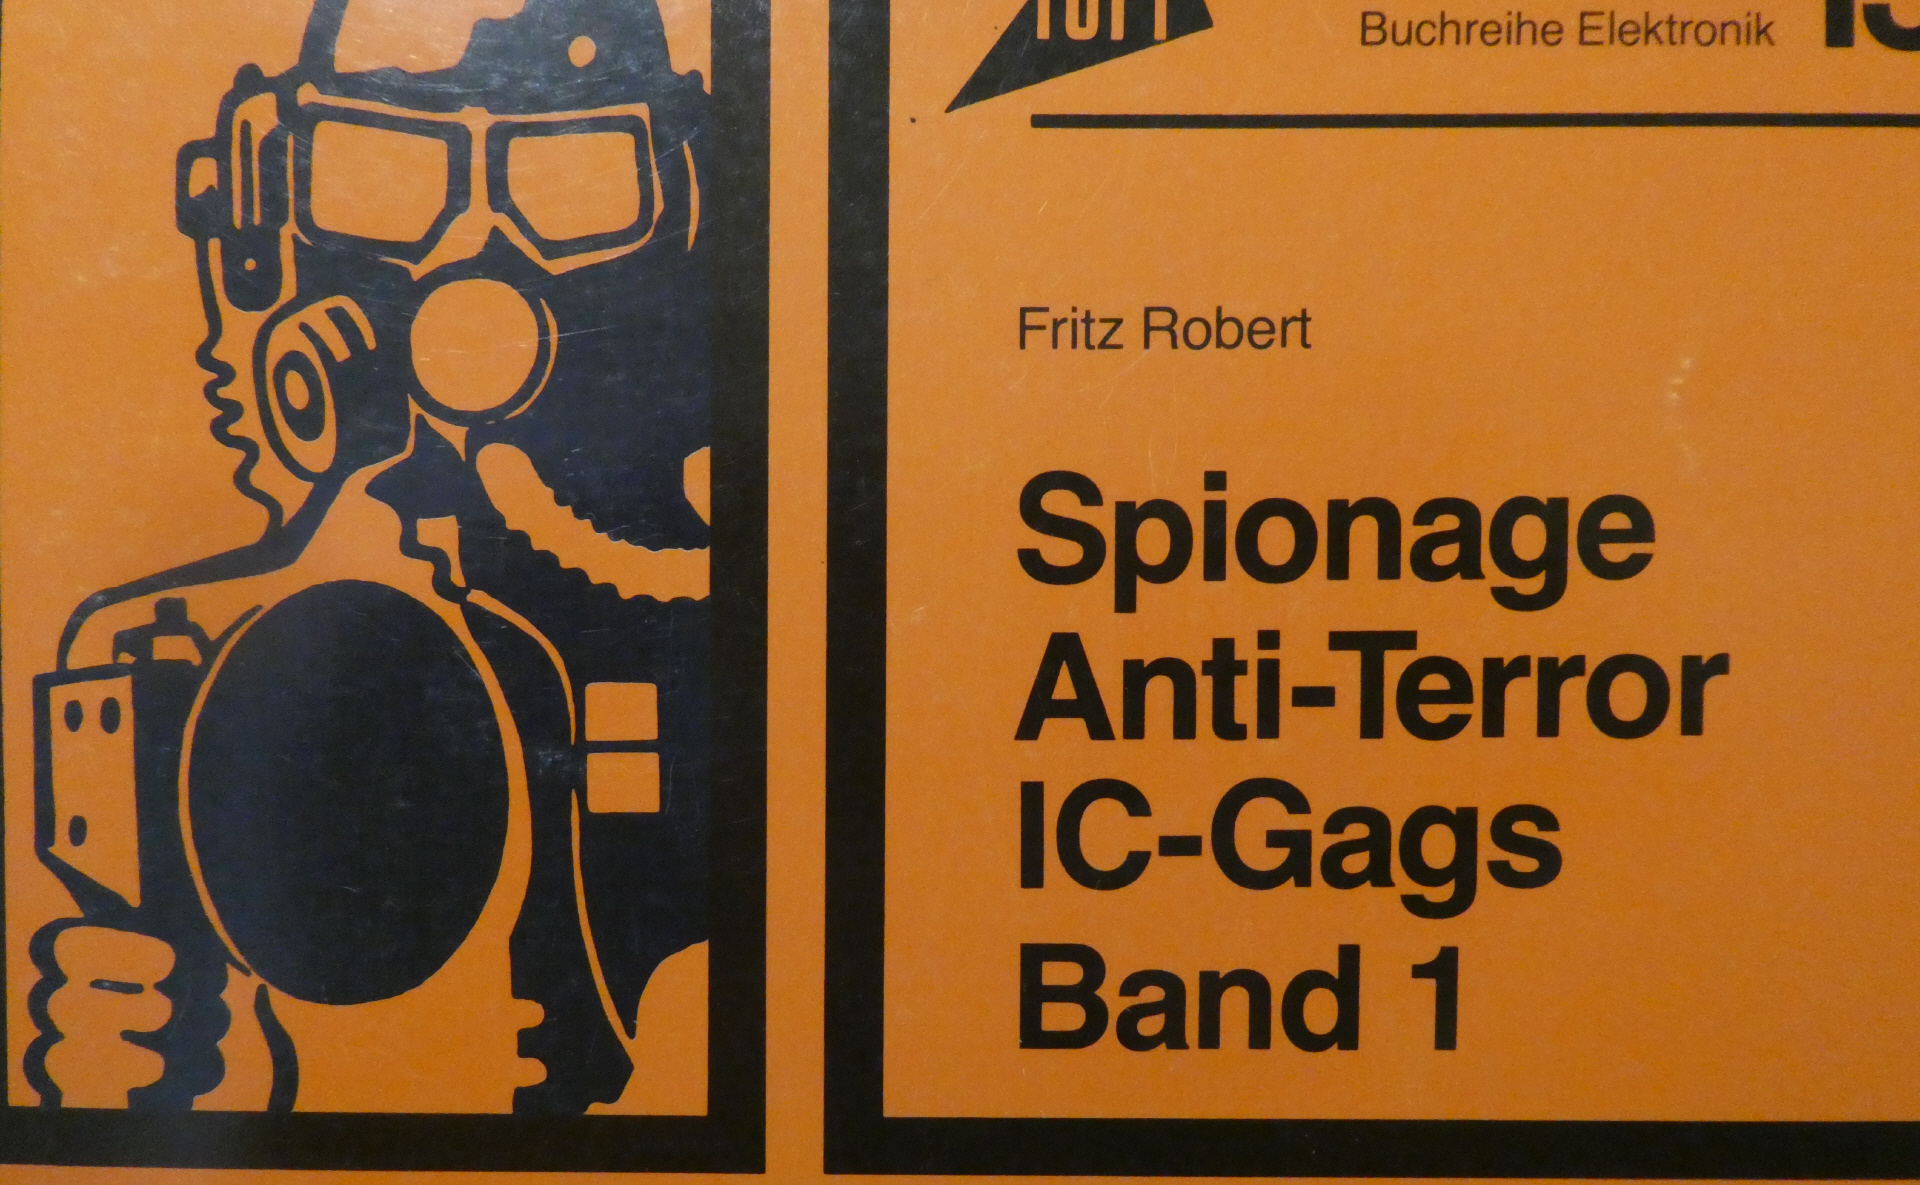 Buchreihe Elektronik
Fritz Robert
Spionage
Anti-Terror
IC-Gags
Band 1